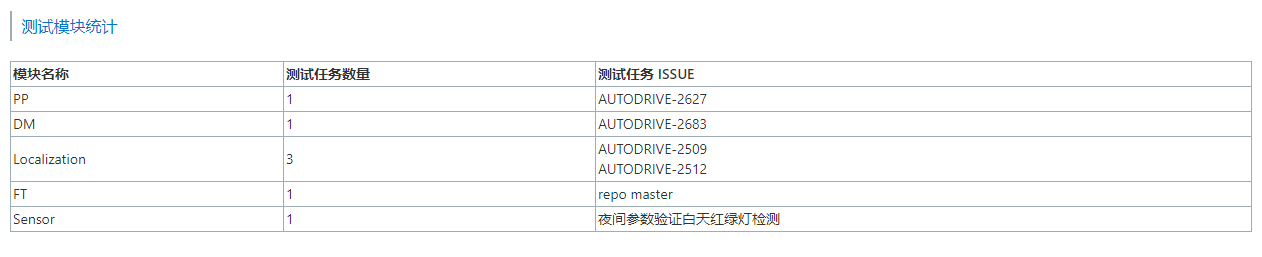 测试模块统计
模块名称 测试任务数量 测试任务 ISSUE
PP 1 AUTODRIVE-2627
DM 1 AUTODRIVE-2683
Localization 3 AUTODRIVE-2509
AUTODRIVE-2512
FT 1 repo master
Sensor 1 夜间参数验证白天红绿灯检测